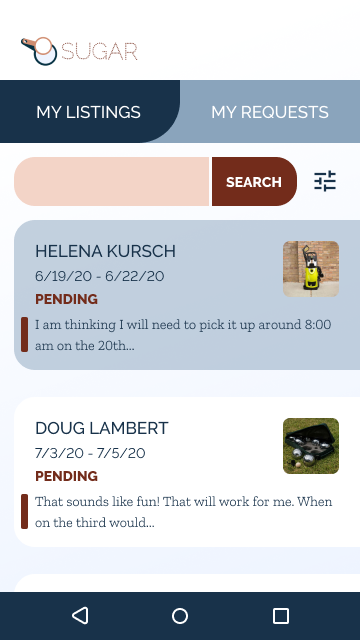 SUGAR
MY LISTINGS
MY REQUESTS
SEARCH
HELENA KURSCH
6/19/20 - 6/22/20
PENDING
I am thinking I will need to pick it up around 8:00
am on the 20th...
DOUG LAMBERT
7/3/20 - 7/5/20
PENDING
That sounds like fun! That will work for me. When
on the third would...